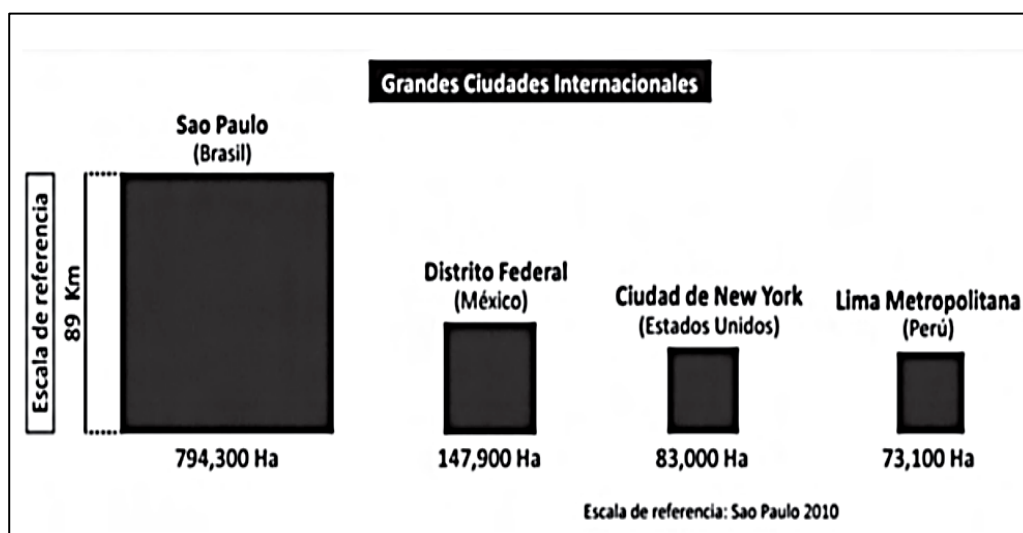 Grandes Ciudades Internacionales
Sao Paulo
(Brasil)
Escala de referencia
89 Km
Distrito Federal
(México)
Ciudad de New York
(Estados Unidos)
Lima Metropolitana
(Perú)
794,300 Ha
147,900 Ha
83,000 Ha
73,100 Ha
Escala de referencia: Sao Paulo 2010